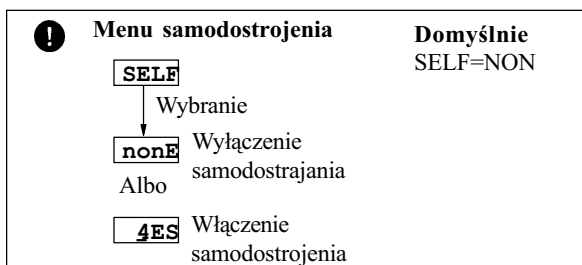 Menu samodostrojenia
Domyślnie
SELF=NON
SELF
Wybranie
nonE
Wyłączenie
samodostrajania
Albo
4ES
Włączenie
samodostrojenia